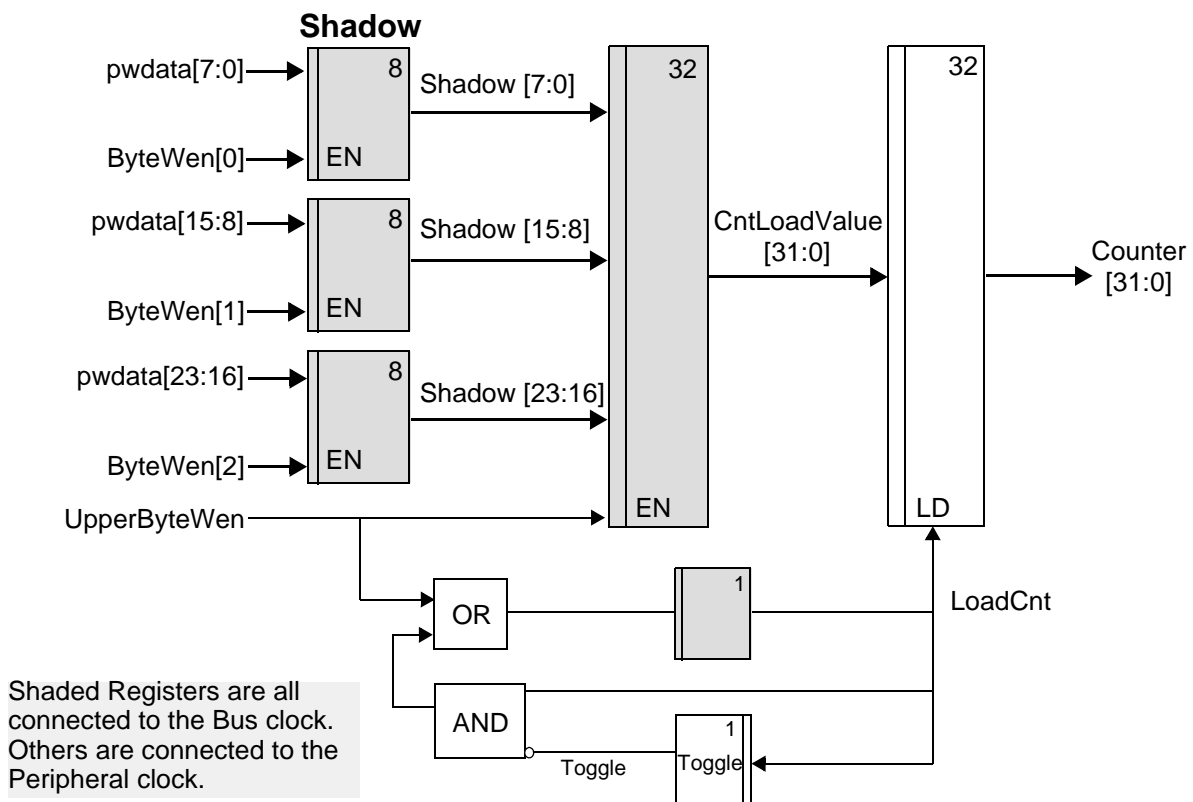 Shadow
pwdata[7:0]
8
Shadow [7:0]
32
32
ByteWen[0]
EN
pwdata[15:8]
8
Shadow [15:8]
CntLoadValue
[31:0]
Counter
[31:0]
ByteWen[1]
EN
pwdata[23:16]
8
Shadow [23:16]
ByteWen[2]
EN
UpperByteWen
EN
LD
OR
1
LoadCnt
Shaded Registers are all
connected to the Bus clock.
Others are connected to the
Peripheral clock.
AND
1
Toggle
Toggle